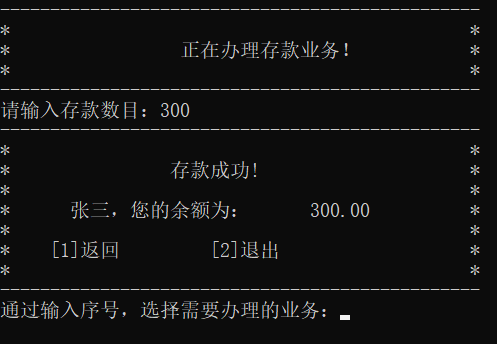 ------------------------------------------------
*                                              *
*                 正在办理存款业务!            *
*                                              *
------------------------------------------------
请输入存款数目：300
------------------------------------------------
*                                              *
*                存款成功!                     *
*                                              *
*      张三，您的余额为：      300.00          *
*                                              *
*    [1]返回         [2]退出                   *
*                                              *
------------------------------------------------
通过输入序号，选择需要办理的业务：